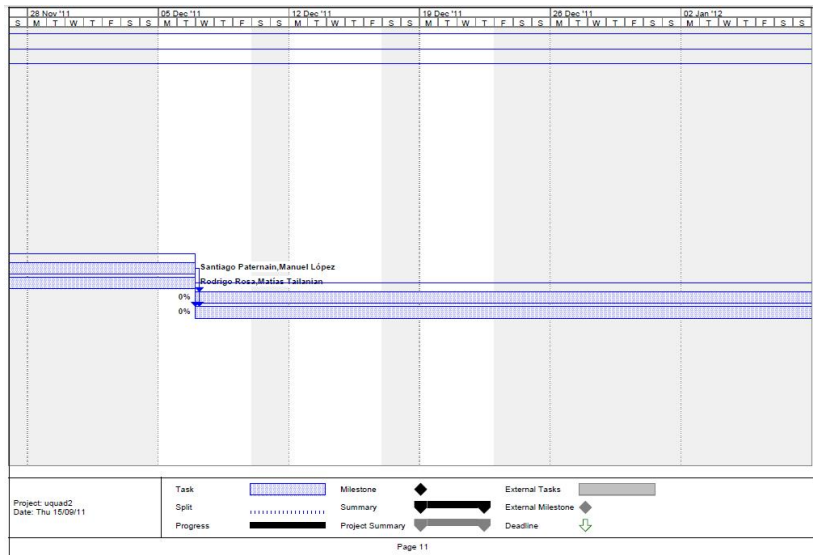 28 Nov '11 05 Dec '11 12 Dec '11 19 Dec '11 26 Dec '11 02 Jan '12
S M T W T F S S M T W T F S S M T W T F S S M T W T F S S M T W T F S S M T W T F S S
Santiago Paternain,Manuel López
Rodrigo Rosa,Matías Tailanian
0%
0%
Project: uquad2
Date: Thu 15/09/11
Task Milestone External Tasks
Split Summary External Milestone
Progress Project Summary Deadline
Page 11